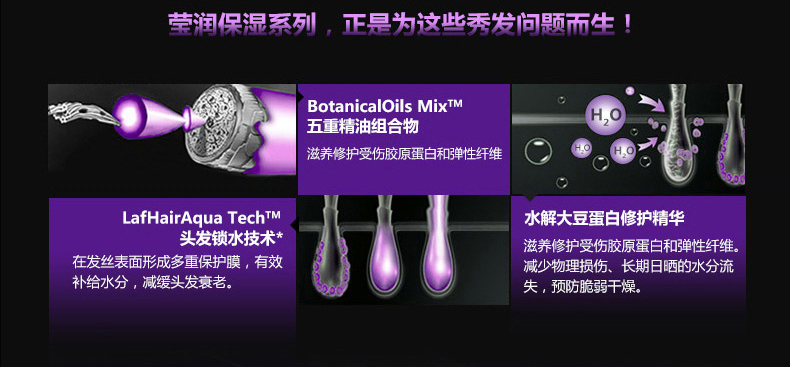 莹润保湿系列，正是为这些秀发问题而生！
BotanicalOils Mix™
五重精油组合物
滋养修护受伤胶原蛋白和弹性纤维
H₂O
H₂O
H₂O
LafHairAqua Tech™
头发锁水技术*
在发丝表面形成多重保护膜，有效
补给水分，减缓头发衰老。
水解大豆蛋白修护精华
滋养修护受伤胶原蛋白和弹性纤维。
减少物理损伤、长期日晒的水分流
失，预防脆弱干燥。